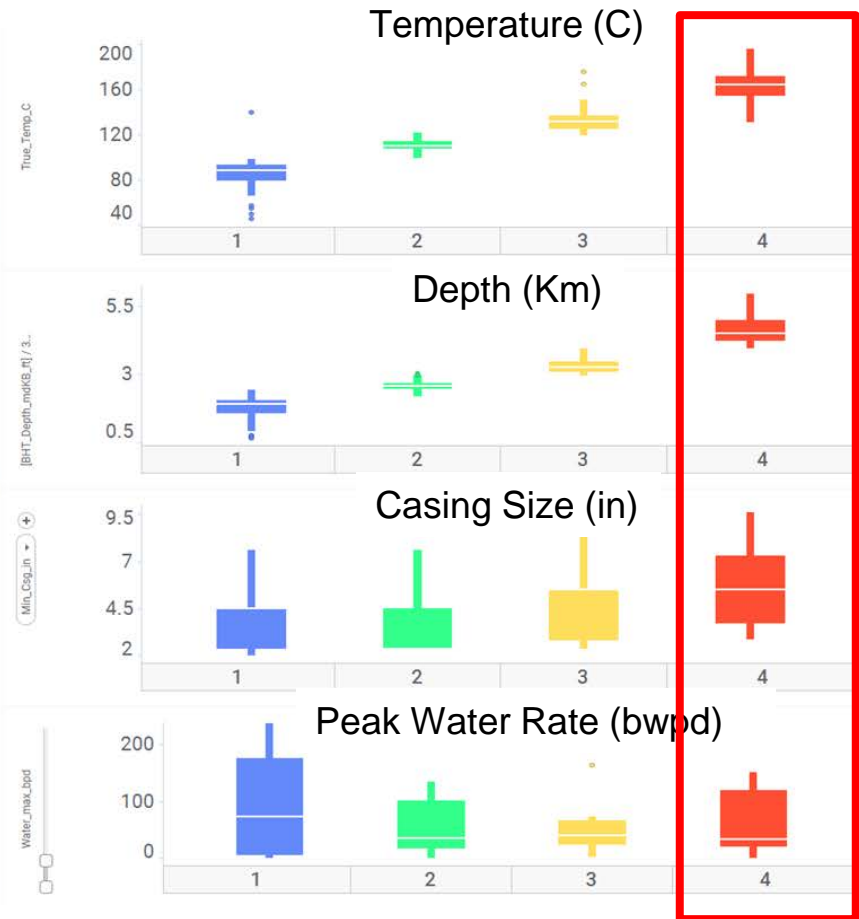 Temperature (C)
True_Temp_C
200
160
120
80
40
1 2 3 4
Depth (Km)
[BHT_Depth_mdKB_ft] / 3..
5.5
3
0.5
1 2 3 4
Casing Size (in)
Min_Csg_in
9.5
7
4.5
2
1 2 3 4
Peak Water Rate (bwpd)
Water_max_bpd
200
100
0
1 2 3 4